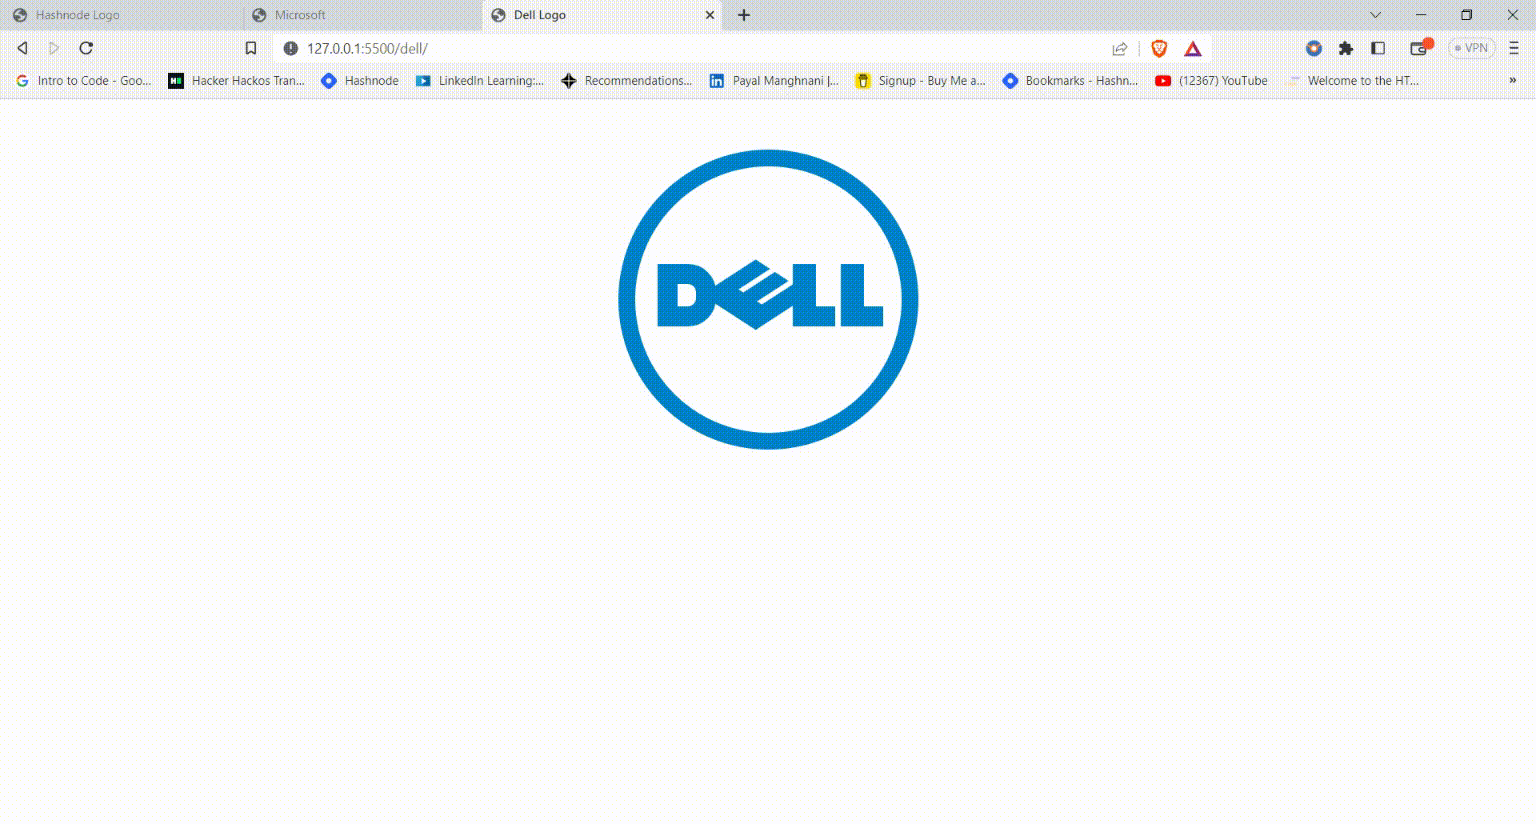 Hashnode Logo Microsoft Dell Logo
127.0.0.1:5500/dell/ VPN
Intro to Code - Goo... Hacker Hackos Tran... Hashnode LinkedIn Learning:... Recommendations... Payal Manghnani |... Signup - Buy Me a... Bookmarks - Hashn... (12367) YouTube Welcome to the HT... »
DELL